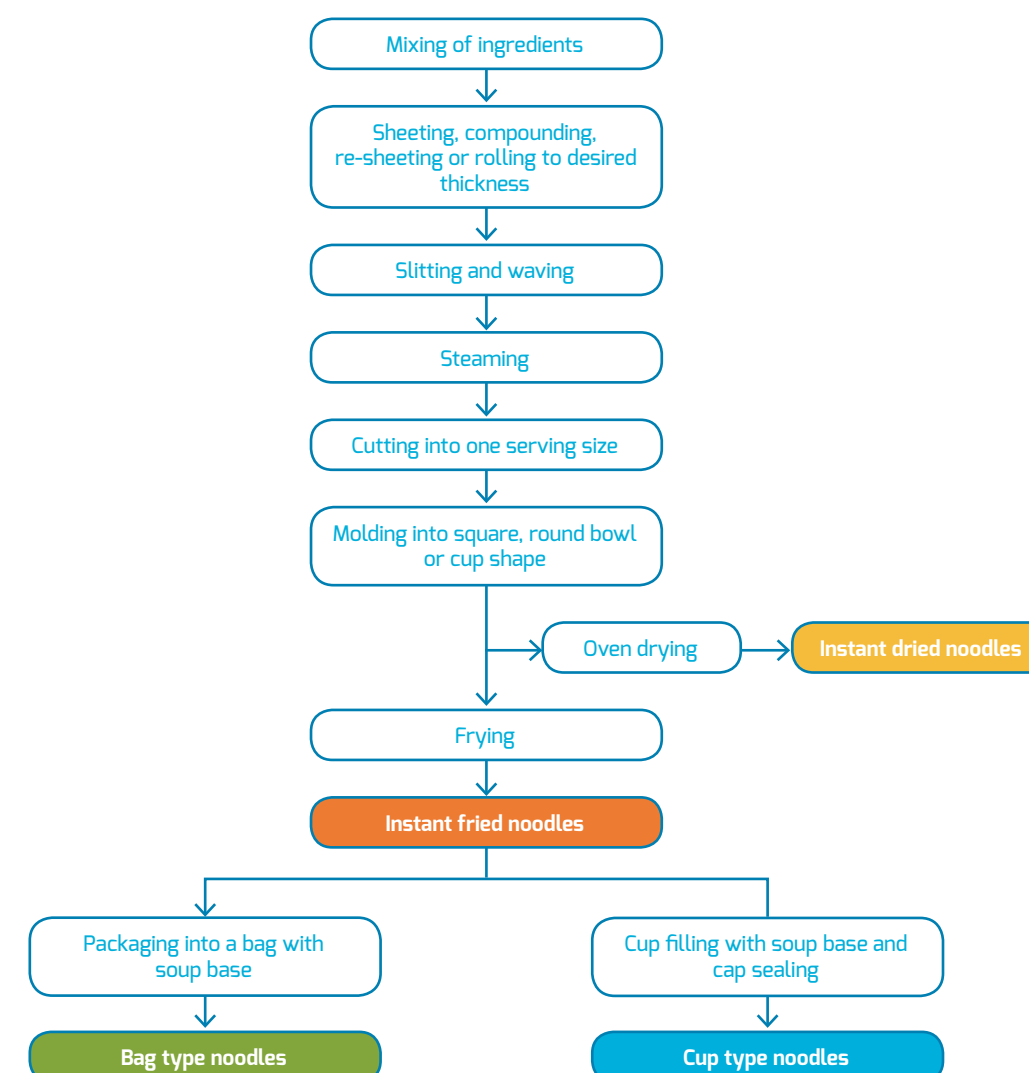 Mixing of ingredients
Sheeting, compounding,
re-sheeting or rolling to desired
thickness
Slitting and waving
Steaming
Cutting into one serving size
Molding into square, round bowl
or cup shape
Oven drying
Instant dried noodles
Frying
Instant fried noodles
Packaging into a bag with
soup base
Cup filling with soup base and
cap sealing
Bag type noodles
Cup type noodles